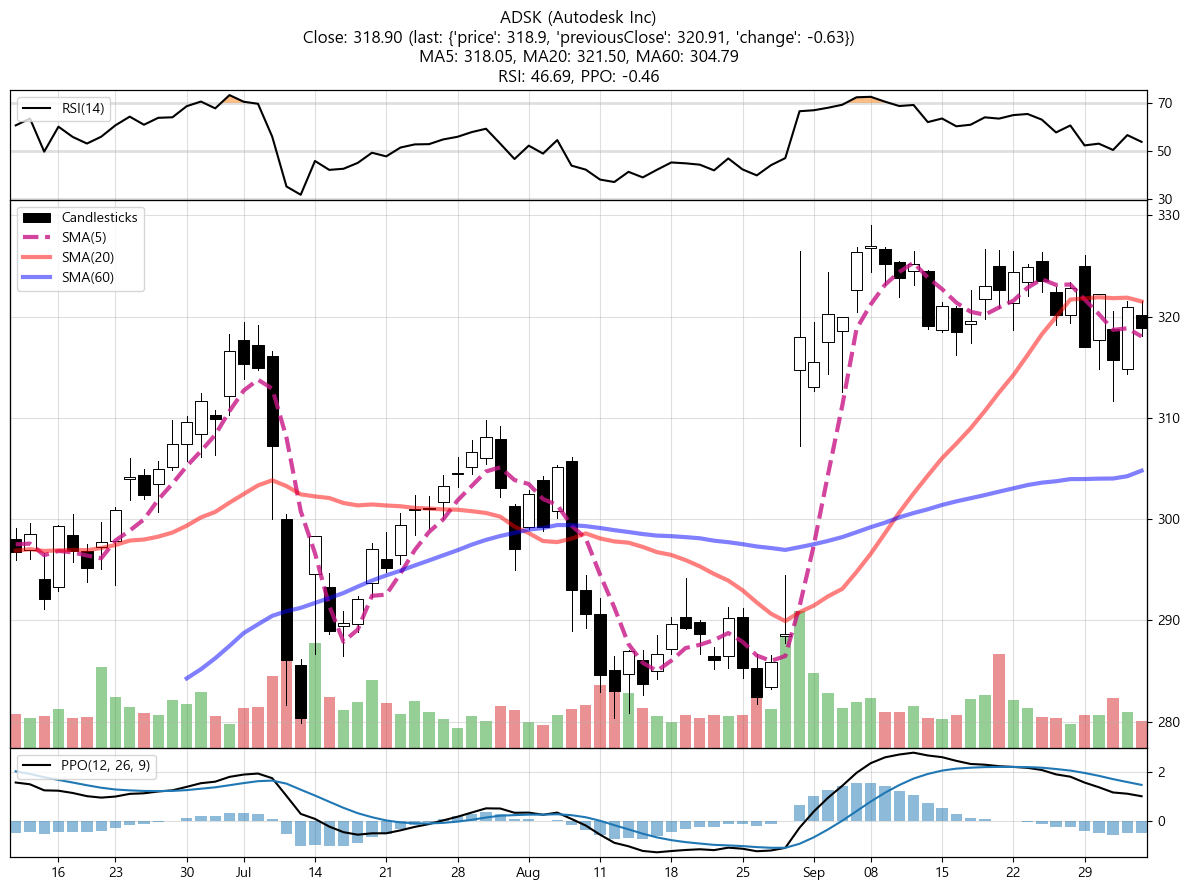 ADSK (Autodesk Inc)
Close: 318.90 (last: {'price': 318.9, 'previousClose': 320.91, 'change': -0.63})
MA5: 318.05, MA20: 321.50, MA60: 304.79
RSI: 46.69, PPO: -0.46
RSI(14)
70
50
30
Candlesticks
SMA(5)
SMA(20)
SMA(60)
330
320
310
300
290
280
PPO(12, 26, 9)
2
0
16 23 30 Jul 14 21 28 Aug 11 18 25 Sep 08 15 22 29